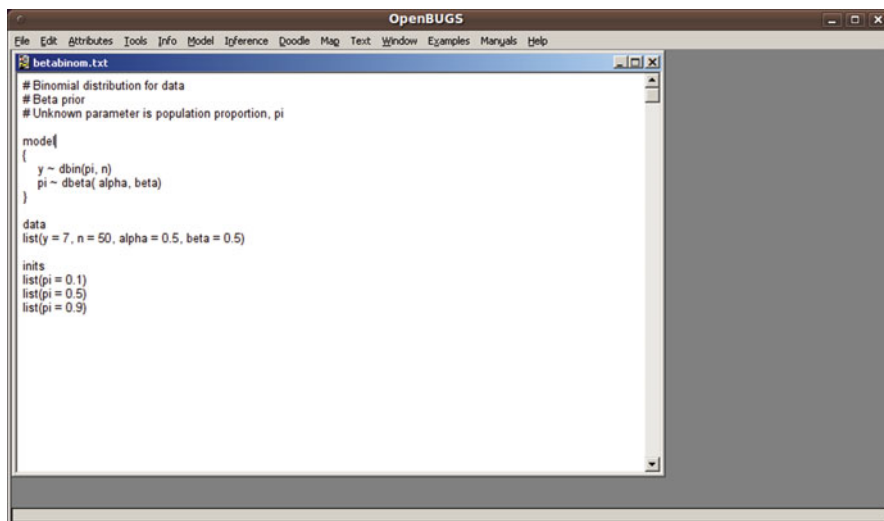 OpenBUGS
File Edit Attributes Tools Info Model Inference Doodle Map Text Window Examples Manuals Help
betabinom.txt
# Binomial distribution for data
# Beta prior
# Unknown parameter is population proportion, pi
model
{
y ~ dbin(pi, n)
pi ~ dbeta( alpha, beta)
}
data
list(y = 7, n = 50, alpha = 0.5, beta = 0.5)
inits
list(pi = 0.1)
list(pi = 0.5)
list(pi = 0.9)